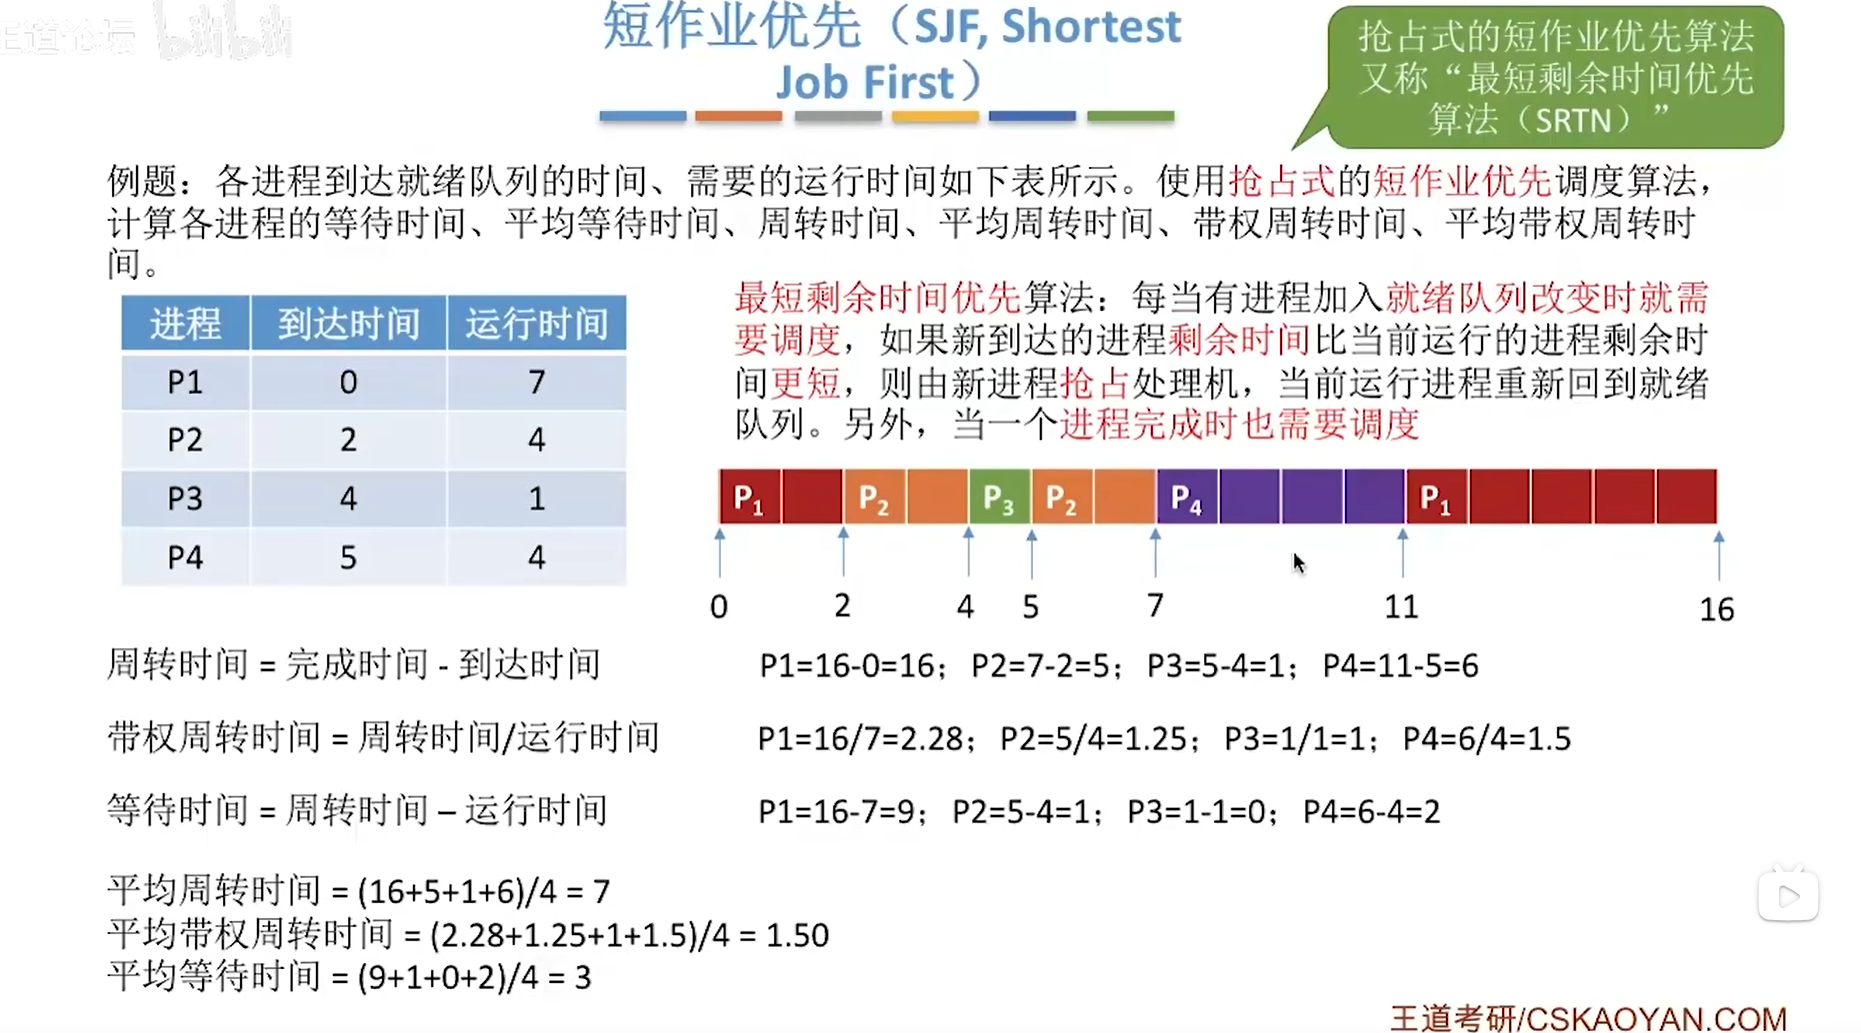 王道论坛 bilibili
短作业优先（SJF, Shortest
Job First）
抢占式的短作业优先算法
又称“最短剩余时间优先
算法（SRTN）”
例题：各进程到达就绪队列的时间、需要的运行时间如下表所示。使用抢占式的短作业优先调度算法，
计算各进程的等待时间、平均等待时间、周转时间、平均周转时间、带权周转时间、平均带权周转时
间。
进程 到达时间 运行时间
P1 0 7
P2 2 4
P3 4 1
P4 5 4
最短剩余时间优先算法：每当有进程加入就绪队列改变时就需
要调度，如果新到达的进程剩余时间比当前运行的进程剩余时
间更短，则由新进程抢占处理机，当前运行进程重新回到就绪
队列。另外，当一个进程完成时也需要调度
P1 P2 P3 P2 P4 P1
0 2 4 5 7 11 16
周转时间 = 完成时间 - 到达时间 P1=16-0=16；P2=7-2=5；P3=5-4=1；P4=11-5=6
带权周转时间 = 周转时间/运行时间 P1=16/7=2.28；P2=5/4=1.25；P3=1/1=1；P4=6/4=1.5
等待时间 = 周转时间 – 运行时间 P1=16-7=9；P2=5-4=1；P3=1-1=0；P4=6-4=2
平均周转时间 = (16+5+1+6)/4 = 7
平均带权周转时间 = (2.28+1.25+1+1.5)/4 = 1.50
平均等待时间 = (9+1+0+2)/4 = 3
王道考研/CSKAOYAN.COM